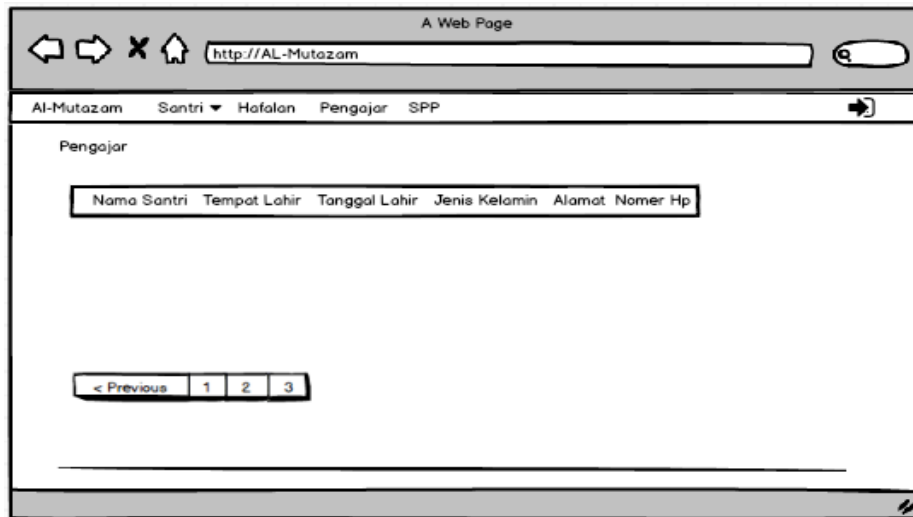 A Web Page
http://AL-Mutazam
Al-Mutazam Santri Hafalan Pengajar SPP
Pengajar
Nama Santri Tempat Lahir Tanggal Lahir Jenis Kelamin Alamat Nomer Hp
< Previous 1 2 3